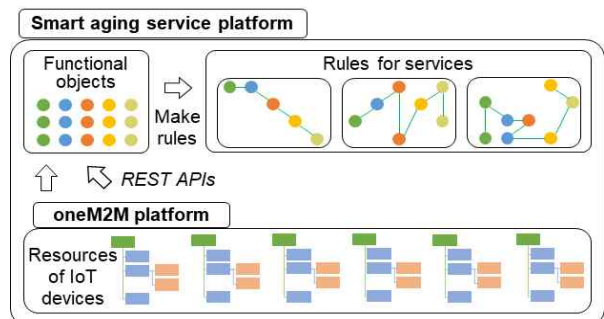 Smart aging service platform
Functional
objects
Rules for services
Make
rules
REST APIs
oneM2M platform
Resources
of IoT
devices